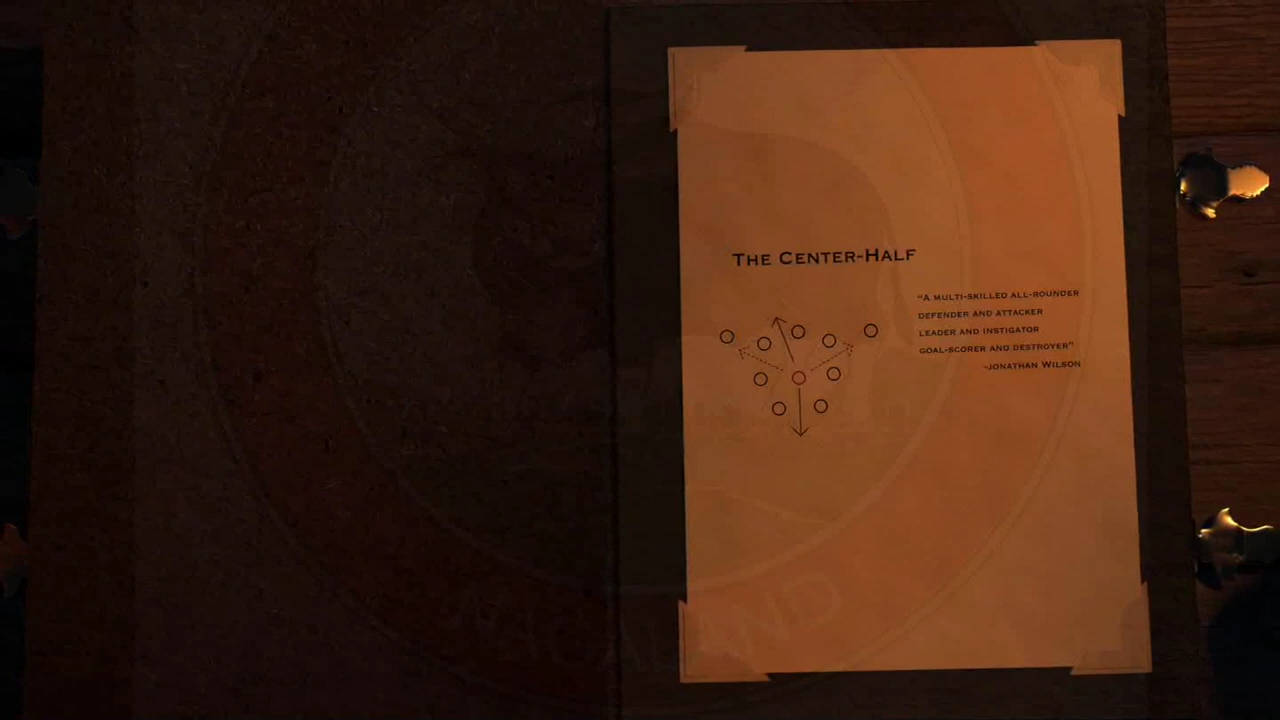 The Center-Half
"A multi-skilled all-rounder
defender and attacker
leader and instigator
goal-scorer and destroyer"
-Jonathan Wilson